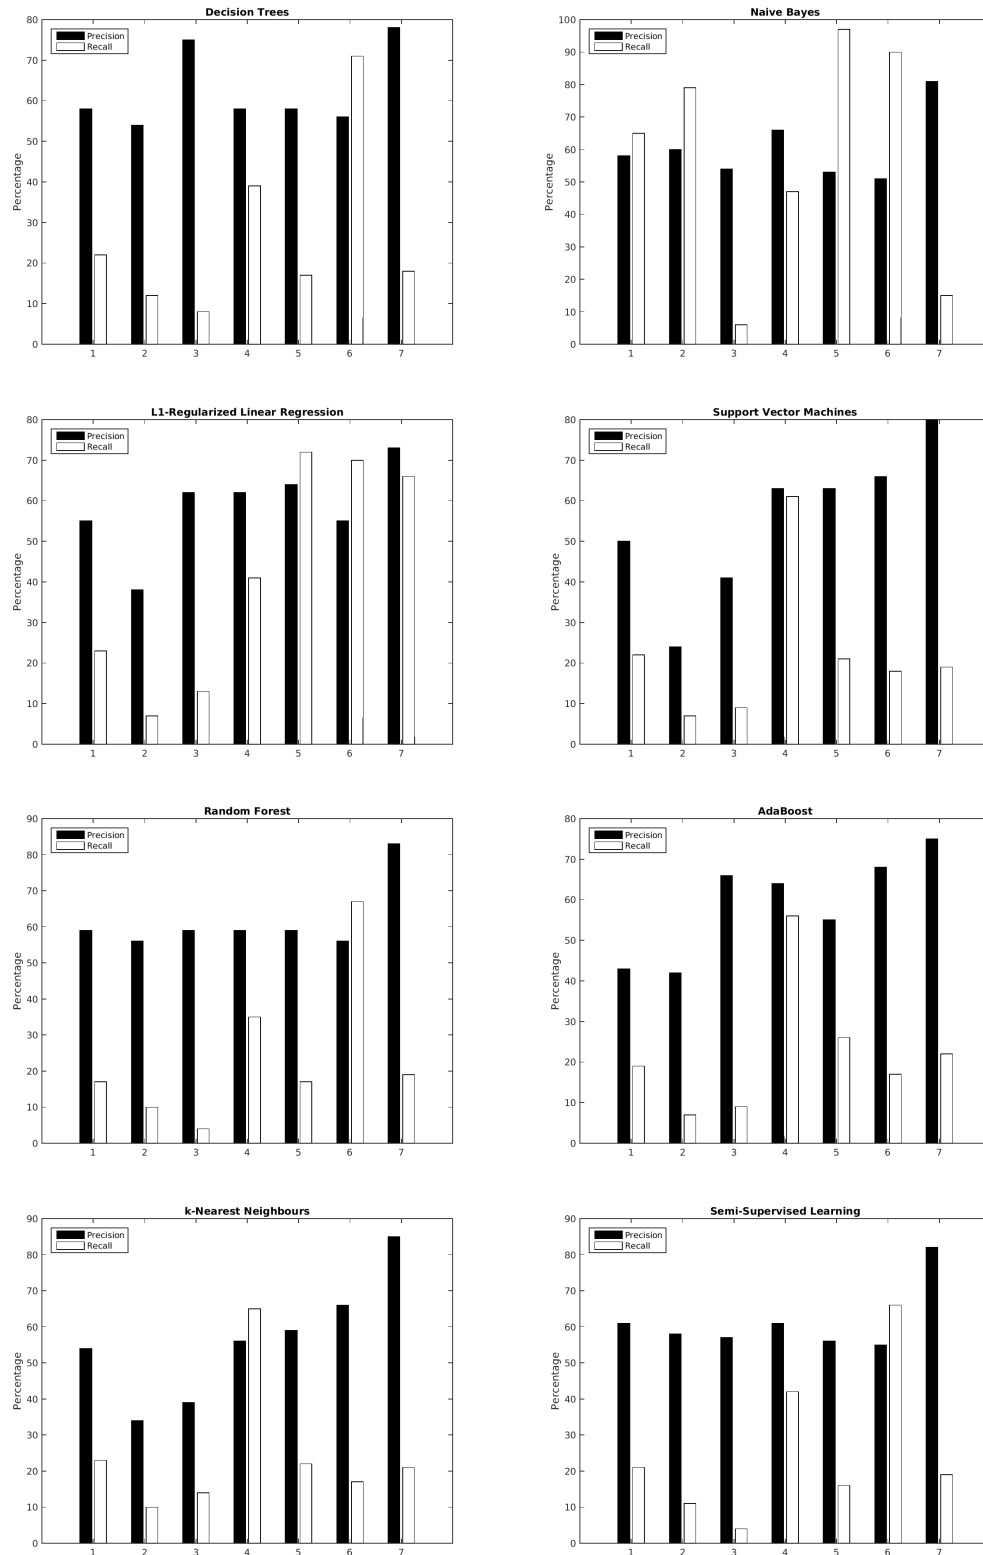 Decision Trees
80
70
60
50
40
30
20
10
0
Percentage
Precision
Recall
1 2 3 4 5 6 7
Naive Bayes
100
90
80
70
60
50
40
30
20
10
0
Percentage
Precision
Recall
1 2 3 4 5 6 7
L1-Regularized Linear Regression
80
70
60
50
40
30
20
10
0
Percentage
Precision
Recall
1 2 3 4 5 6 7
Support Vector Machines
80
70
60
50
40
30
20
10
0
Percentage
Precision
Recall
1 2 3 4 5 6 7
Random Forest
90
80
70
60
50
40
30
20
10
0
Percentage
Precision
Recall
1 2 3 4 5 6 7
AdaBoost
80
70
60
50
40
30
20
10
0
Percentage
Precision
Recall
1 2 3 4 5 6 7
k-Nearest Neighbours
90
80
70
60
50
40
30
20
10
0
Percentage
Precision
Recall
1 2 3 4 5 6 7
Semi-Supervised Learning
90
80
70
60
50
40
30
20
10
0
Percentage
Precision
Recall
1 2 3 4 5 6 7